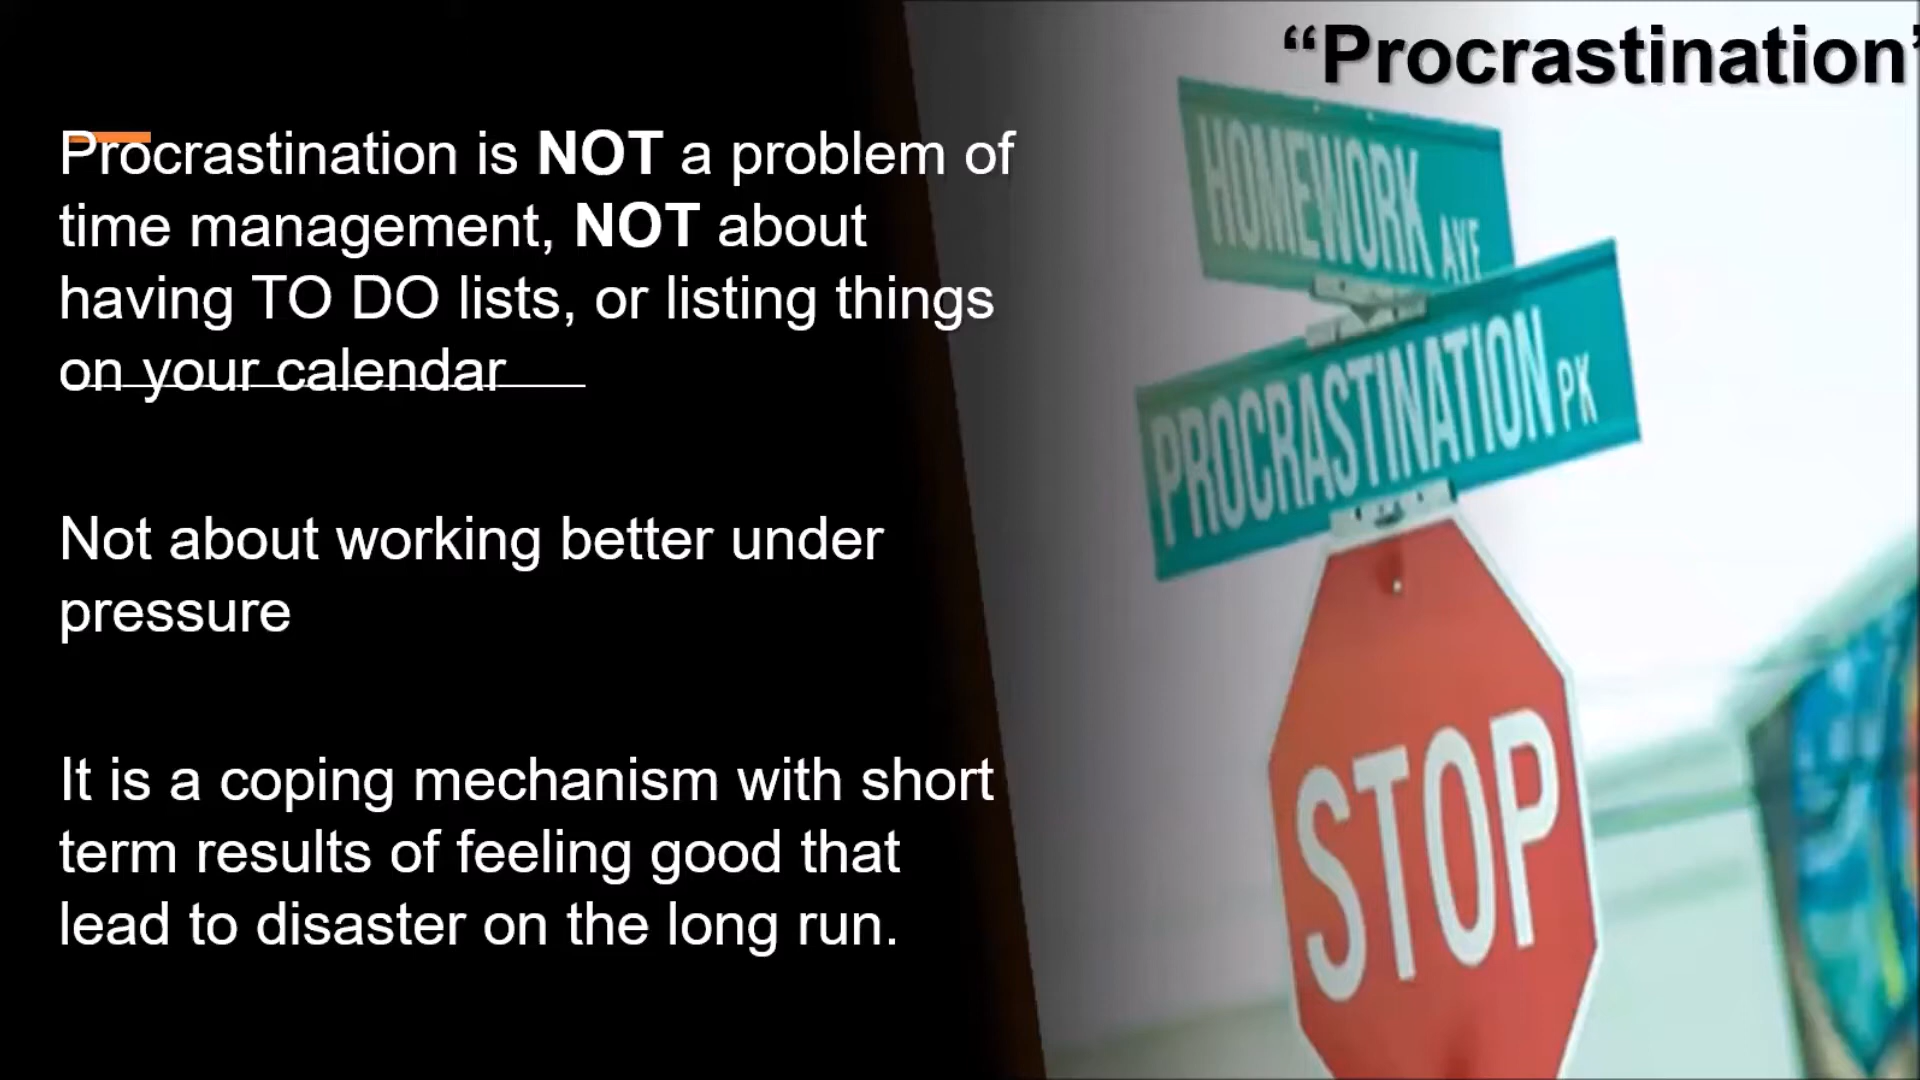 “Procrastination”
Procrastination is NOT a problem of
time management, NOT about
having TO DO lists, or listing things
on your calendar
Not about working better under
pressure
It is a coping mechanism with short
term results of feeling good that
lead to disaster on the long run.
HOMEWORK AVE
PROCRASTINATION PK
STOP